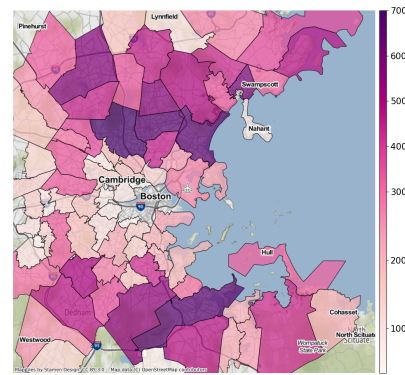 Pinehurst
Lynnfield
700
600
Swampscott
500
Nahant
Cambridge
Boston
400
300
Hull
200
Cohasset
Dedham
North Scituate
SCITUATE
Westwood
Wompatuck
State Park
100